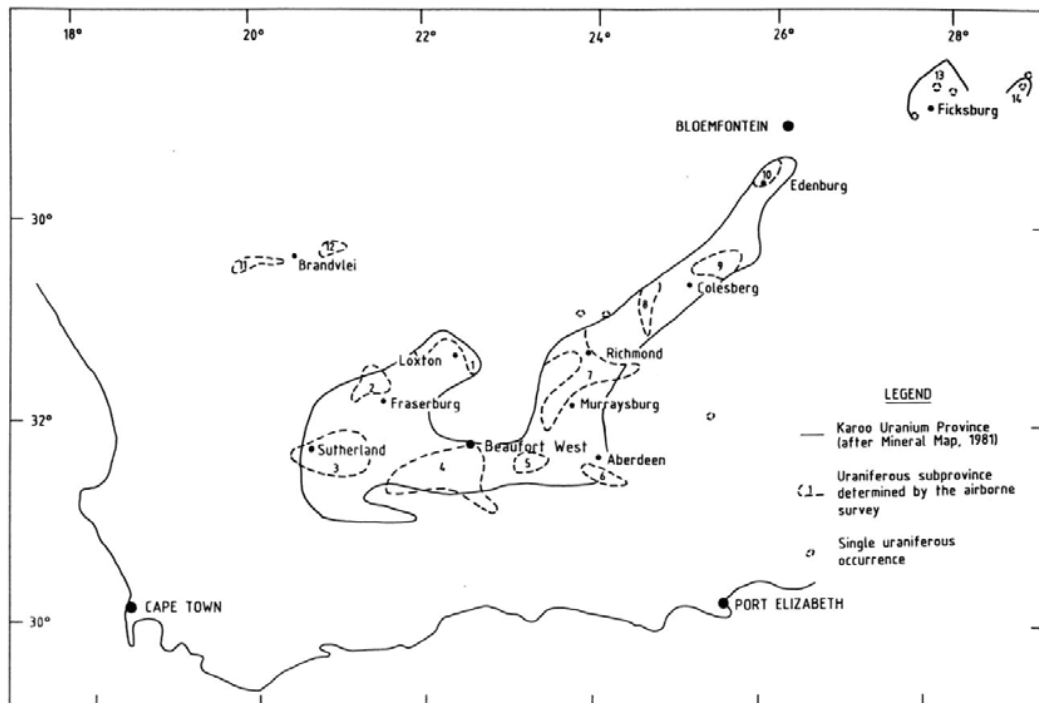 18° 20° 22° 24° 26° 28°
13
14
Ficksburg
BLOEMFONTEIN
10
Edenburg
30°
12
11
Brandvlei
9
Colesberg
8
Loxton
1
Richmond
7
2
Fraserburg
Murraysburg
32°
Sutherland
3
Beaufort West
4
5
Aberdeen
6
LEGEND
Karoo Uranium Province
(after Mineral Map, 1981)
1
Uraniferous subprovince
determined by the airborne
survey
Single uraniferous
occurrence
CAPE TOWN
PORT ELIZABETH
30°